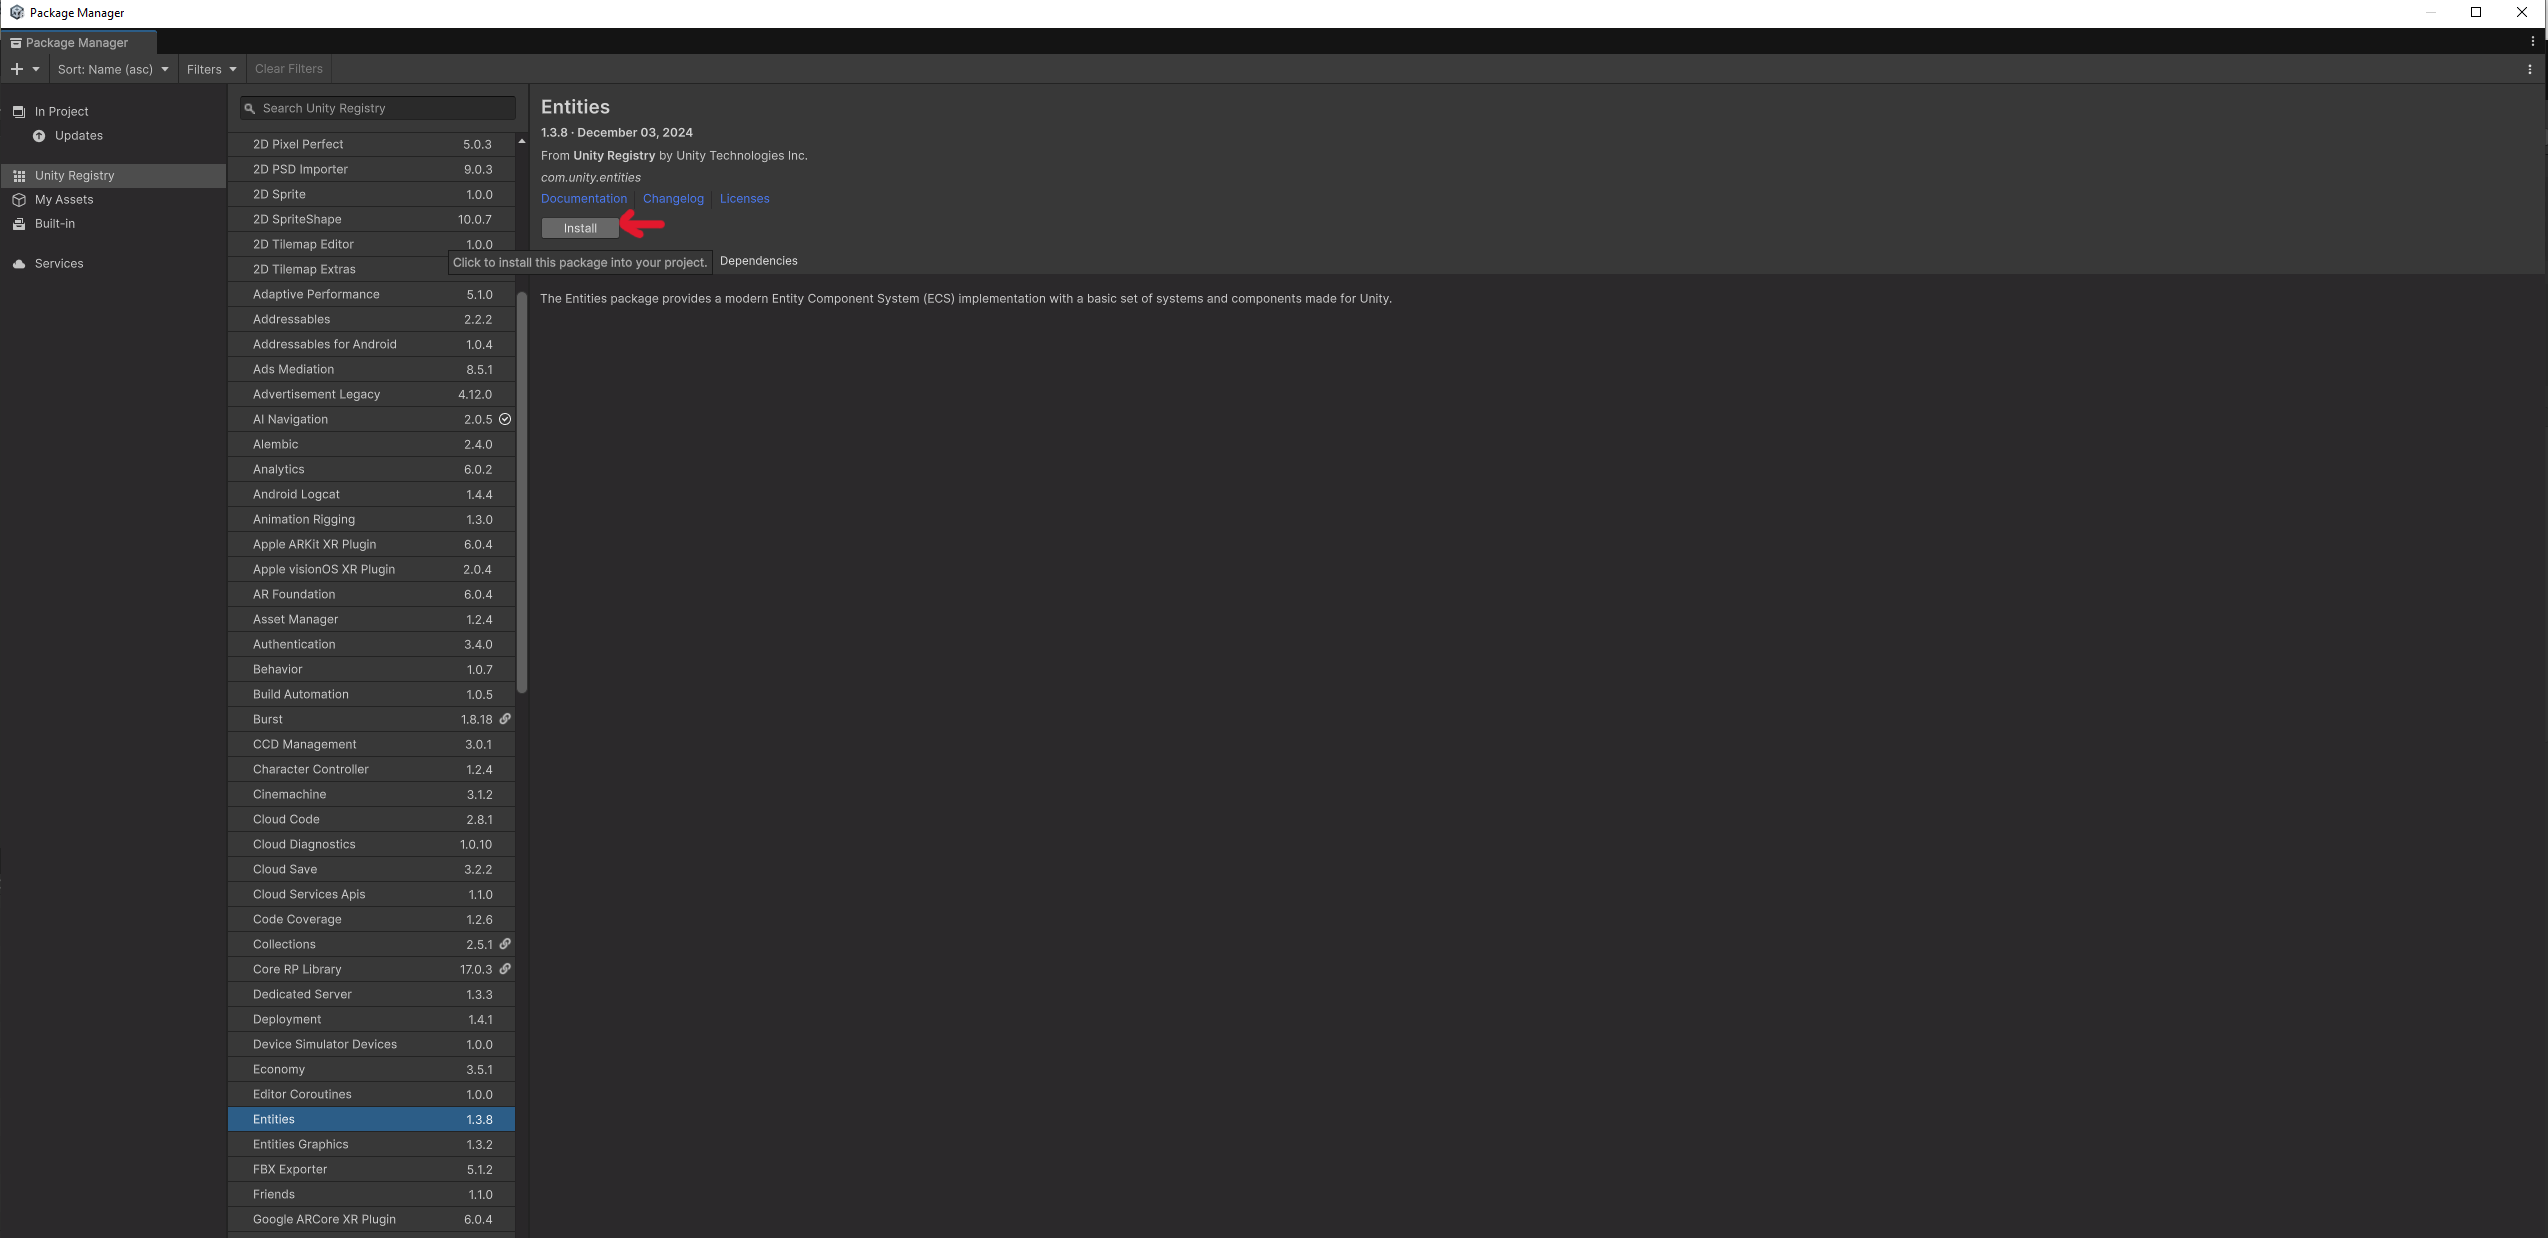 Package Manager
Package Manager
Sort: Name (asc)
Filters
Clear Filters
In Project
Updates
Unity Registry
My Assets
Built-in
Services
Search Unity Registry
2D Pixel Perfect 5.0.3
2D PSD Importer 9.0.3
2D Sprite 1.0.0
2D SpriteShape 10.0.7
2D Tilemap Editor 1.0.0
2D Tilemap Extras
Adaptive Performance 5.1.0
Addressables 2.2.2
Addressables for Android 1.0.4
Ads Mediation 8.5.1
Advertisement Legacy 4.12.0
AI Navigation 2.0.5
Alembic 2.4.0
Analytics 6.0.2
Android Logcat 1.4.4
Animation Rigging 1.3.0
Apple ARKit XR Plugin 6.0.4
Apple visionOS XR Plugin 2.0.4
AR Foundation 6.0.4
Asset Manager 1.2.4
Authentication 3.4.0
Behavior 1.0.7
Build Automation 1.0.5
Burst 1.8.18
CCD Management 3.0.1
Character Controller 1.2.4
Cinemachine 3.1.2
Cloud Code 2.8.1
Cloud Diagnostics 1.0.10
Cloud Save 3.2.2
Cloud Services Apis 1.1.0
Code Coverage 1.2.6
Collections 2.5.1
Core RP Library 17.0.3
Dedicated Server 1.3.3
Deployment 1.4.1
Device Simulator Devices 1.0.0
Economy 3.5.1
Editor Coroutines 1.0.0
Entities 1.3.8
Entities Graphics 1.3.2
FBX Exporter 5.1.2
Friends 1.1.0
Google ARCore XR Plugin 6.0.4
Entities
1.3.8 · December 03, 2024
From Unity Registry by Unity Technologies Inc.
com.unity.entities
Documentation Changelog Licenses
Install
Click to install this package into your project.
Dependencies
The Entities package provides a modern Entity Component System (ECS) implementation with a basic set of systems and components made for Unity.